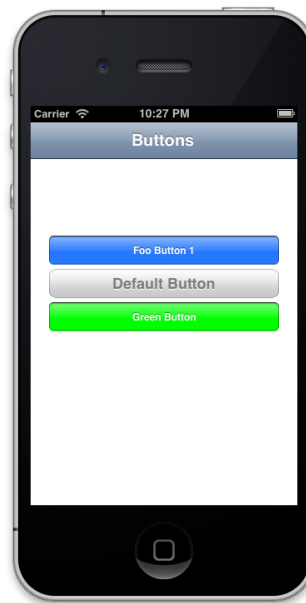 Carrier 10:27 PM
Buttons
Foo Button 1
Default Button
Green Button